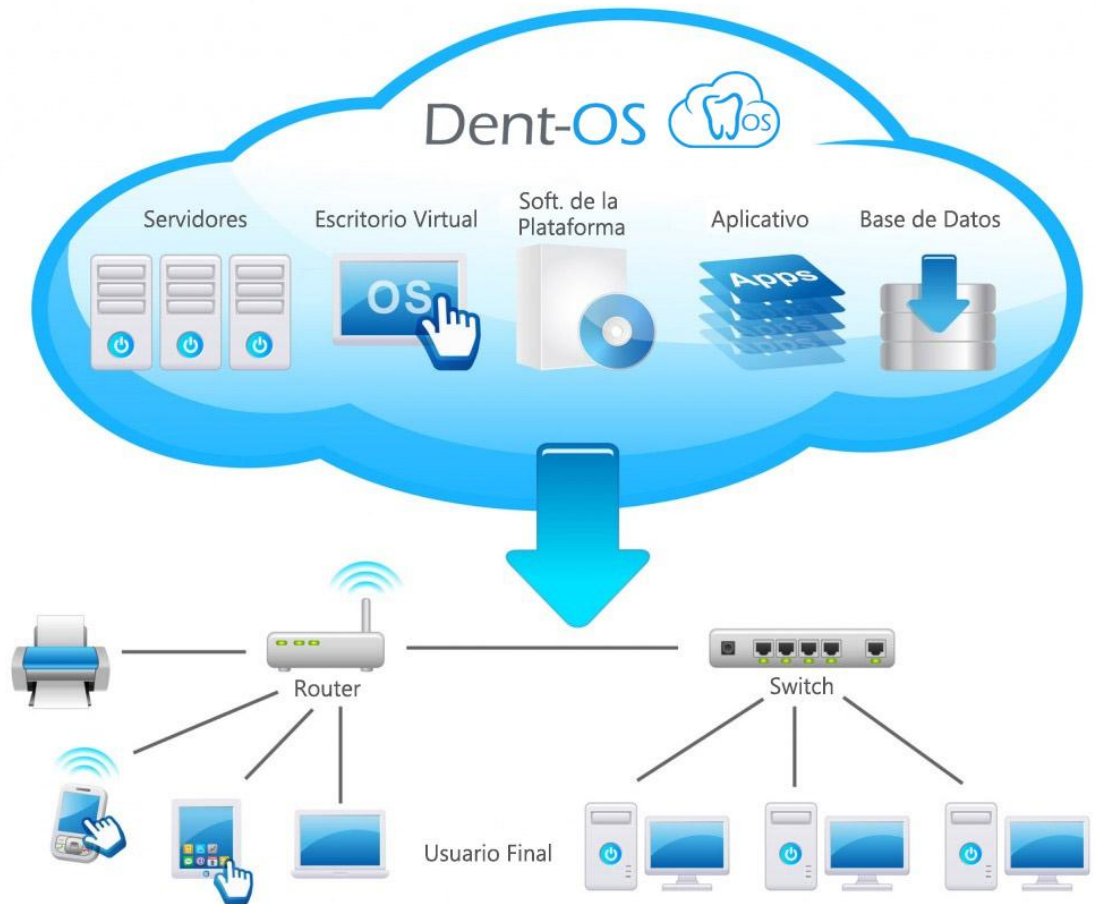 Dent-OS
OS
Servidores
Escritorio Virtual
Soft. de la
Plataforma
Aplicativo
Base de Datos
OS
Apps
Router
Switch
Usuario Final